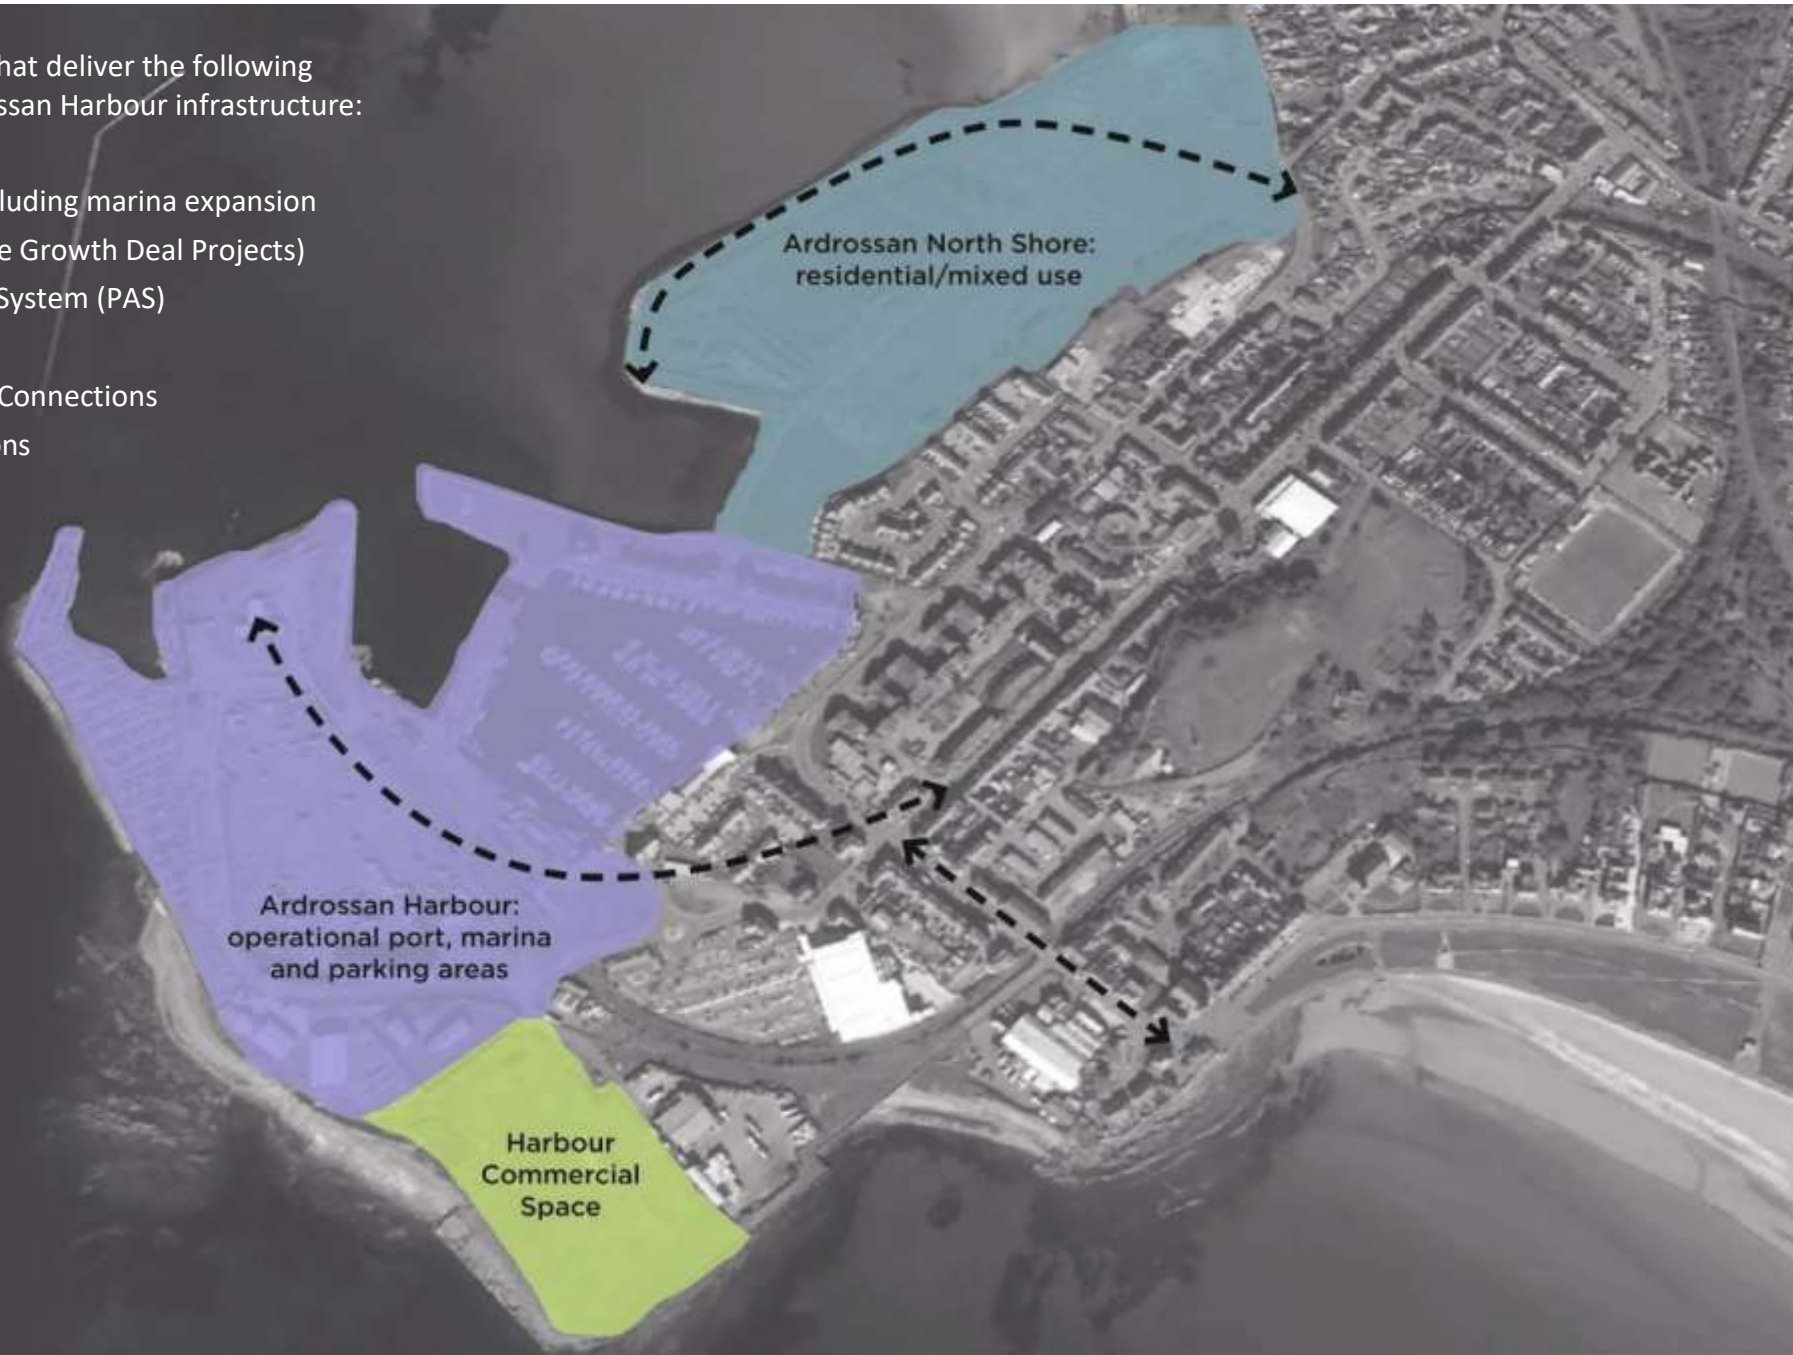 hat deliver the following
ssan Harbour infrastructure:
luding marina expansion
e Growth Deal Projects)
System (PAS)
Connections
ons
Ardrossan North Shore:
residential/mixed use
Ardrossan Harbour:
operational port, marina
and parking areas
Harbour
Commercial
Space